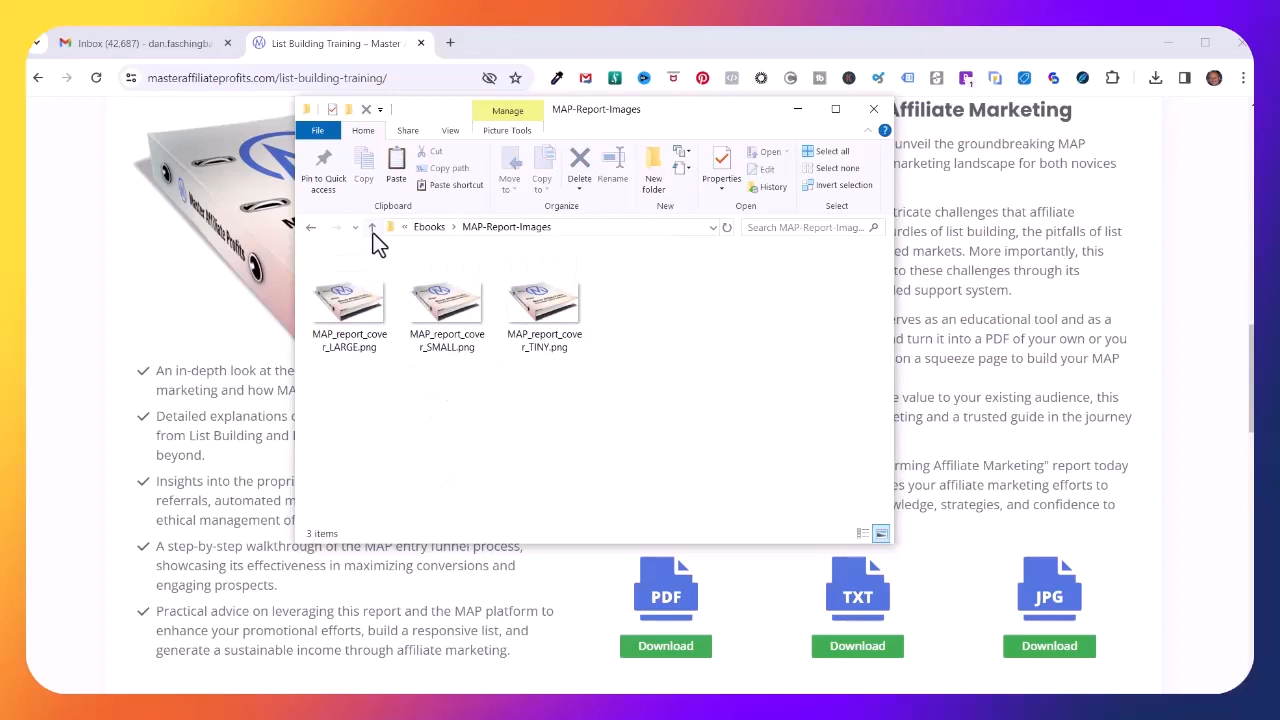 Inbox (42,687) - dan.faschingba
List Building Training – Master A
masteraffiliateprofits.com/list-building-training/
Manage
MAP-Report-Images
File
Home
Share
View
Picture Tools
Pin to Quick
access
Copy
Paste
Cut
Copy path
Paste shortcut
Clipboard
Move
to
Copy
to
Delete
Rename
Organize
New
folder
New
Properties
Open
Edit
History
Open
Select all
Select none
Invert selection
Select
« Ebooks > MAP-Report-Images
Search MAP-Report-Imag...
MAP_report_cove
r_LARGE.png
MAP_report_cove
r_SMALL.png
MAP_report_cove
r_TINY.png
3 items
Master Affiliate Profits
An in-depth look at the
marketing and how MA
Detailed explanations o
from List Building and
beyond.
Insights into the propri
referrals, automated m
ethical management of
A step-by-step walkthrough of the MAP entry funnel process,
showcasing its effectiveness in maximizing conversions and
engaging prospects.
Practical advice on leveraging this report and the MAP platform to
enhance your promotional efforts, build a responsive list, and
generate a sustainable income through affiliate marketing.
Affiliate Marketing
unveil the groundbreaking MAP
marketing landscape for both novices
tricate challenges that affiliate
urdles of list building, the pitfalls of list
ed markets. More importantly, this
to these challenges through its
ded support system.
erves as an educational tool and as a
d turn it into a PDF of your own or you
on a squeeze page to build your MAP
e value to your existing audience, this
eting and a trusted guide in the journey
rming Affiliate Marketing" report today
es your affiliate marketing efforts to
wledge, strategies, and confidence to
PDF
Download
TXT
Download
JPG
Download